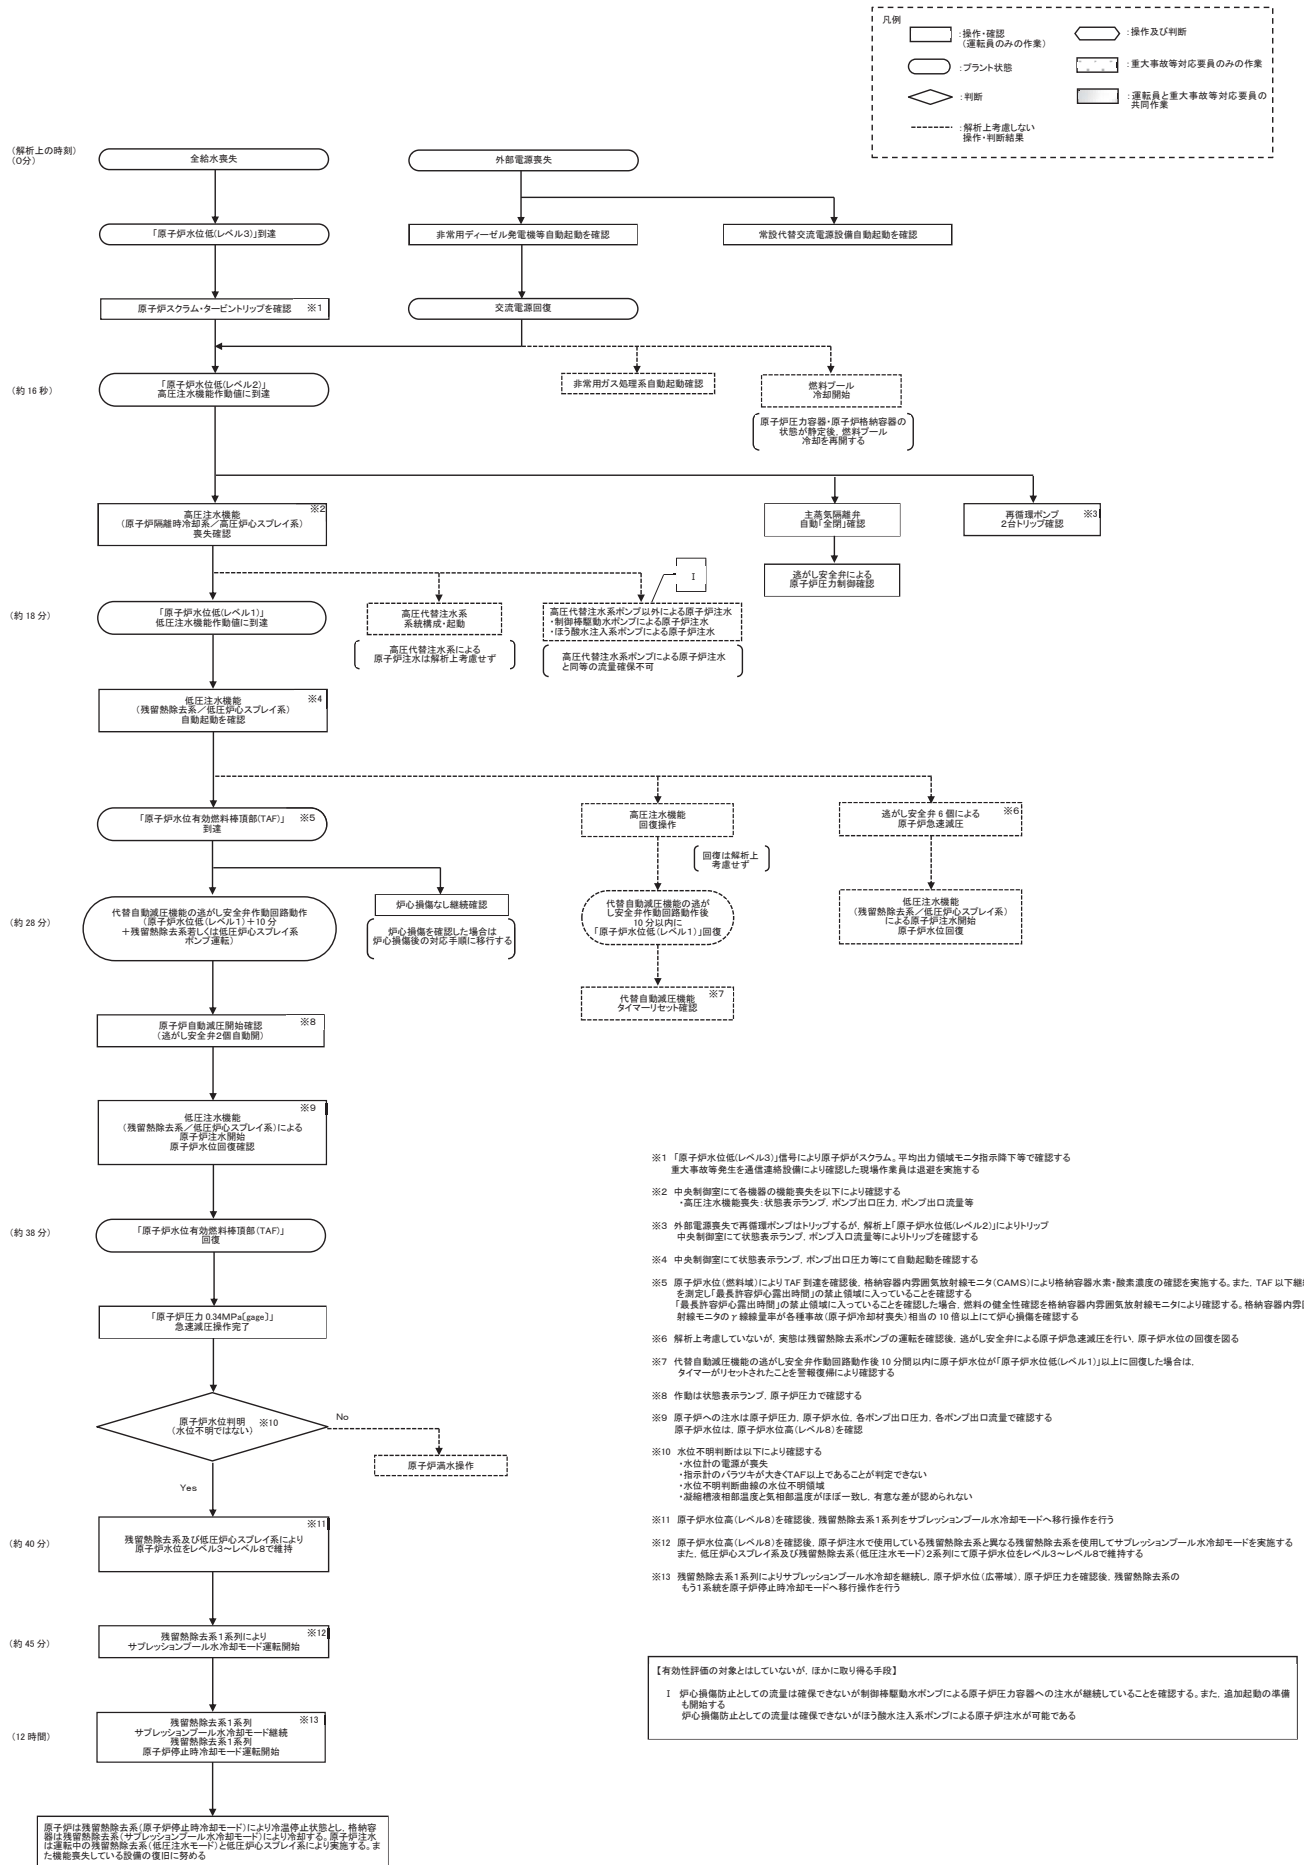 凡例
:操作・確認
(運転員のみの作業)
:操作及び判断
:プラント状態
:重大事故等対応要員のみの作業
:判断
:運転員と重大事故等対応要員の
共同作業
:解析上考慮しない
操作・判断結果
(解析上の時刻)
(0分)
全給水喪失
外部電源喪失
「原子炉水位低(レベル3)」到達
非常用ディーゼル発電機等自動起動を確認
常設代替交流電源設備自動起動を確認
原子炉スクラム・タービントリップを確認 ※1
交流電源回復
(約16秒)
「原子炉水位低(レベル2)」
高圧注水機能作動値に到達
非常用ガス処理系自動起動確認
燃料プール
冷却開始
原子炉圧力容器・原子炉格納容器の
状態が静定後,燃料プール
冷却を再開する
高圧注水機能 ※2
(原子炉隔離時冷却系/高圧炉心スプレイ系)
喪失確認
主蒸気隔離弁
自動「全閉」確認
再循環ポンプ ※3
2台トリップ確認
逃がし安全弁による
原子炉圧力制御確認
I
(約18分)
「原子炉水位低(レベル1)」
低圧注水機能作動値に到達
高圧代替注水系
系統構成・起動
高圧代替注水系ポンプ以外による原子炉注水
・制御棒駆動水ポンプによる原子炉注水
・ほう酸水注入系ポンプによる原子炉注水
高圧代替注水系による
原子炉注水は解析上考慮せず
高圧代替注水系ポンプによる原子炉注水
と同等の流量確保不可
低圧注水機能 ※4
(残留熱除去系/低圧炉心スプレイ系)
自動起動を確認
「原子炉水位有効燃料棒頂部(TAF)」 ※5
到達
高圧注水機能
回復操作
逃がし安全弁6個による ※6
原子炉急速減圧
回復は解析上
考慮せず
(約28分)
代替自動減圧機能の逃がし安全弁作動回路動作
(原子炉水位低(レベル1)+10分
+残留熱除去系若しくは低圧炉心スプレイ系
ポンプ運転)
炉心損傷なし継続確認
炉心損傷を確認した場合は
炉心損傷後の対応手順に移行する
代替自動減圧機能の逃が
し安全弁作動回路動作後
10分以内に
「原子炉水位低(レベル1)」回復
低圧注水機能
(残留熱除去系/低圧炉心スプレイ系)
による原子炉注水開始
原子炉水位回復
代替自動減圧機能 ※7
タイマーリセット確認
原子炉自動減圧開始確認 ※8
(逃がし安全弁2個自動開)
低圧注水機能 ※9
(残留熱除去系/低圧炉心スプレイ系)による
原子炉注水開始
原子炉水位回復確認
(約38分)
「原子炉水位有効燃料棒頂部(TAF)」
回復
「原子炉圧力0.34MPa[gage]」
急速減圧操作完了
原子炉水位判明 ※10
(水位不明ではない)
No
原子炉満水操作
Yes
(約40分)
※11
残留熱除去系及び低圧炉心スプレイ系により
原子炉水位をレベル3~レベル8で維持
(約45分)
残留熱除去系1系列により ※12
サプレッションプール水冷却モード運転開始
(12時間)
残留熱除去系1系列 ※13
サプレッションプール水冷却モード継続
残留熱除去系1系列
原子炉停止時冷却モード運転開始
原子炉は残留熱除去系(原子炉停止時冷却モード)により冷温停止状態とし,格納容
器は残留熱除去系(サプレッションプール水冷却モード)により冷却する。原子炉注水
は運転中の残留熱除去系(低圧注水モード)と低圧炉心スプレイ系により実施する。ま
た機能喪失している設備の復旧に努める
※1 「原子炉水位低(レベル3)」信号により原子炉がスクラム。平均出力領域モニタ指示降下等で確認する
重大事故等発生を通信連絡設備により確認した現場作業員は退避を実施する
※2 中央制御室にて各機器の機能喪失を以下により確認する
・高圧注水機能喪失:状態表示ランプ,ポンプ出口圧力,ポンプ出口流量等
※3 外部電源喪失で再循環ポンプはトリップするが,解析上「原子炉水位低(レベル2)」によりトリップ
中央制御室にて状態表示ランプ,ポンプ入口流量等によりトリップを確認する
※4 中央制御室にて状態表示ランプ,ポンプ出口圧力等にて自動起動を確認する
※5 原子炉水位(燃料域)によりTAF到達を確認後,格納容器内雰囲気放射線モニタ(CAMS)により格納容器水素・酸素濃度の確認を実施する。また,TAF以下継
を測定し「最長許容炉心露出時間」の禁止領域に入っていることを確認する
「最長許容炉心露出時間」の禁止領域に入っていることを確認した場合,燃料の健全性確認を格納容器内雰囲気放射線モニタにより確認する。格納容器内雰
射線モニタのγ線線量率が各種事故(原子炉冷却材喪失)相当の10倍以上にて炉心損傷を確認する
※6 解析上考慮していないが,実態は残留熱除去系ポンプの運転を確認後,逃がし安全弁による原子炉急速減圧を行い,原子炉水位の回復を図る
※7 代替自動減圧機能の逃がし安全弁作動回路動作後10分間以内に原子炉水位が「原子炉水位低(レベル1)」以上に回復した場合は,
タイマーがリセットされたことを警報復帰により確認する
※8 作動は状態表示ランプ,原子炉圧力で確認する
※9 原子炉への注水は原子炉圧力,原子炉水位,各ポンプ出口圧力,各ポンプ出口流量で確認する
原子炉水位は,原子炉水位高(レベル8)を確認
※10 水位不明判断は以下により確認する
・水位計の電源が喪失
・指示計のバラツキが大きくTAF以上であることが判定できない
・水位不明判断曲線の水位不明領域
・凝縮槽液相部温度と気相部温度がほぼ一致し,有意な差が認められない
※11 原子炉水位高(レベル8)を確認後,残留熱除去系1系列をサプレッションプール水冷却モードへ移行操作を行う
※12 原子炉水位高(レベル8)を確認後,原子炉注水で使用している残留熱除去系と異なる残留熱除去系を使用してサプレッションプール水冷却モードを実施する
また,低圧炉心スプレイ系及び残留熱除去系(低圧注水モード)2系列にて原子炉水位をレベル3~レベル8で維持する
※13 残留熱除去系1系列によりサプレッションプール水冷却を継続し,原子炉水位(広帯域),原子炉圧力を確認後,残留熱除去系の
もう1系統を原子炉停止時冷却モードへ移行操作を行う
【有効性評価の対象とはしていないが,ほかに取り得る手段】
I 炉心損傷防止としての流量は確保できないが制御棒駆動水ポンプによる原子炉圧力容器への注水が継続していることを確認する。また,追加起動の準備
も開始する
炉心損傷防止としての流量は確保できないがほう酸水注入系ポンプによる原子炉注水が可能である